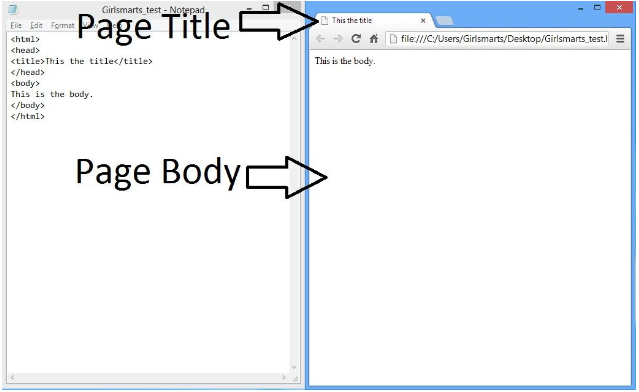 Girlsmarts_test - Notepad
Page Title
File Edit Format
<html>
<head>
<title>This the title</title>
</head>
<body>
This is the body.
</body>
</html>
Page Body
This the title
file:///C:/Users/Girlsmarts/Desktop/Girlsmarts_test.
This is the body.